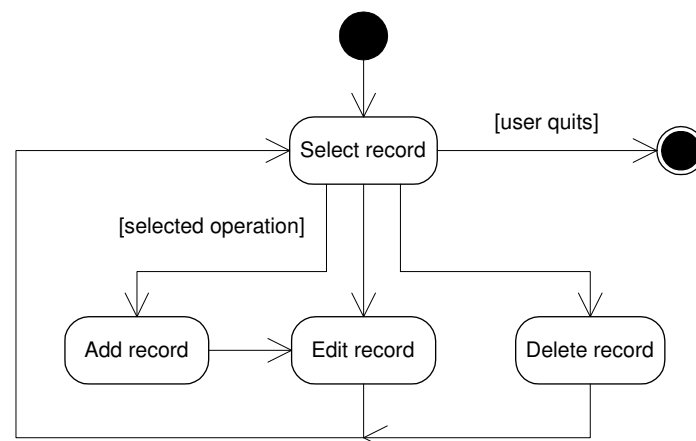 [user quits]
Select record
[selected operation]
Add record
Edit record
Delete record